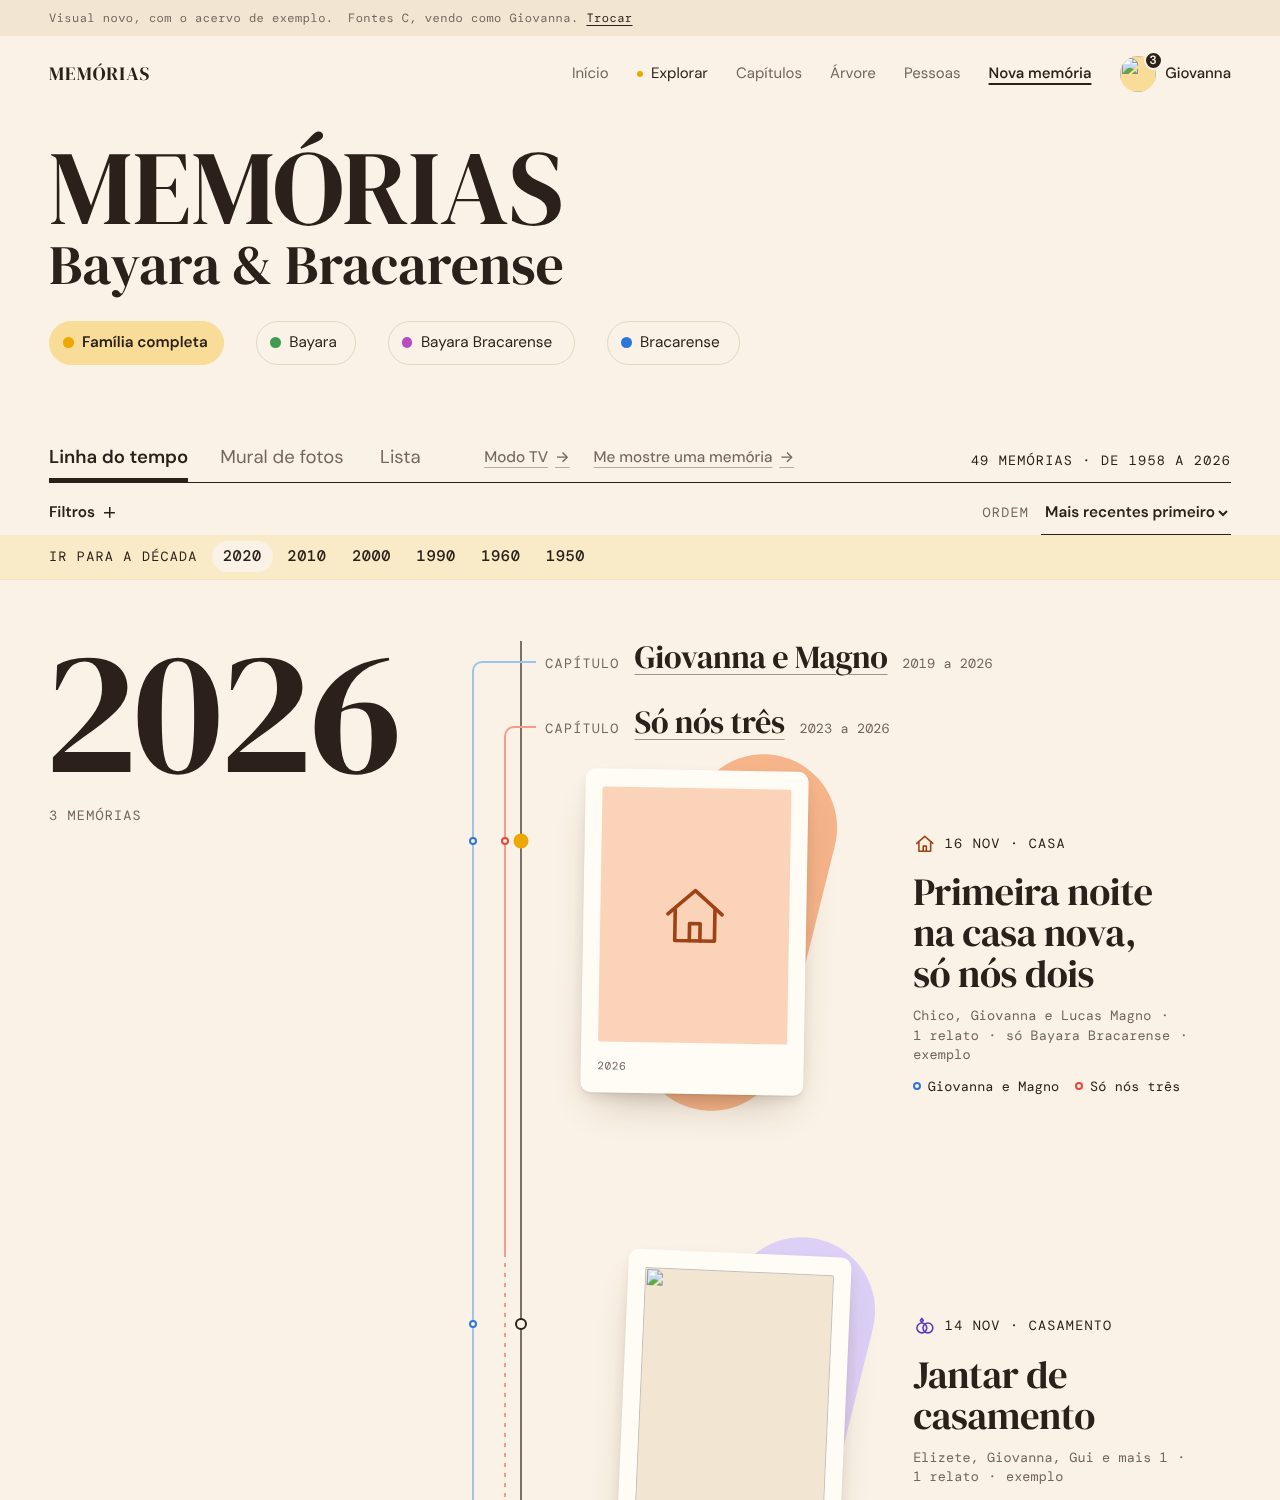 Visual novo, com o acervo de exemplo. Fontes C, vendo como Giovanna. Trocar
MEMÓRIAS
Início Explorar Capítulos Árvore Pessoas Nova memória 3 Giovanna
MEMÓRIAS
Bayara & Bracarense
Família completa Bayara Bayara Bracarense Bracarense
Linha do tempo Mural de fotos Lista Modo TV → Me mostre uma memória → 49 MEMÓRIAS · DE 1958 A 2026
Filtros + ORDEM Mais recentes primeiro
IR PARA A DÉCADA 2020 2010 2000 1990 1960 1950
2026
3 MEMÓRIAS
CAPÍTULO Giovanna e Magno 2019 a 2026
CAPÍTULO Só nós três 2023 a 2026
2026
16 NOV · CASA
Primeira noite
na casa nova,
só nós dois
Chico, Giovanna e Lucas Magno ·
1 relato · só Bayara Bracarense ·
exemplo
Giovanna e Magno Só nós três
14 NOV · CASAMENTO
Jantar de
casamento
Elizete, Giovanna, Gui e mais 1 ·
1 relato · exemplo